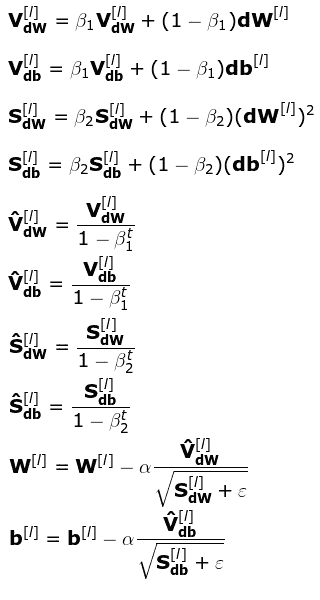 V_dW^[l] = β₁V_dW^[l] + (1 − β₁)dW^[l]
V_db^[l] = β₁V_db^[l] + (1 − β₁)db^[l]
S_dW^[l] = β₂S_dW^[l] + (1 − β₂)(dW^[l])²
S_db^[l] = β₂S_db^[l] + (1 − β₂)(db^[l])²
V̂_dW^[l] = V_dW^[l] / (1 − β₁^t)
V̂_db^[l] = V_db^[l] / (1 − β₁^t)
Ŝ_dW^[l] = S_dW^[l] / (1 − β₂^t)
Ŝ_db^[l] = S_db^[l] / (1 − β₂^t)
W^[l] = W^[l] − α V̂_dW^[l] / √(S_dW^[l] + ε)
b^[l] = b^[l] − α V̂_db^[l] / √(S_db^[l] + ε)